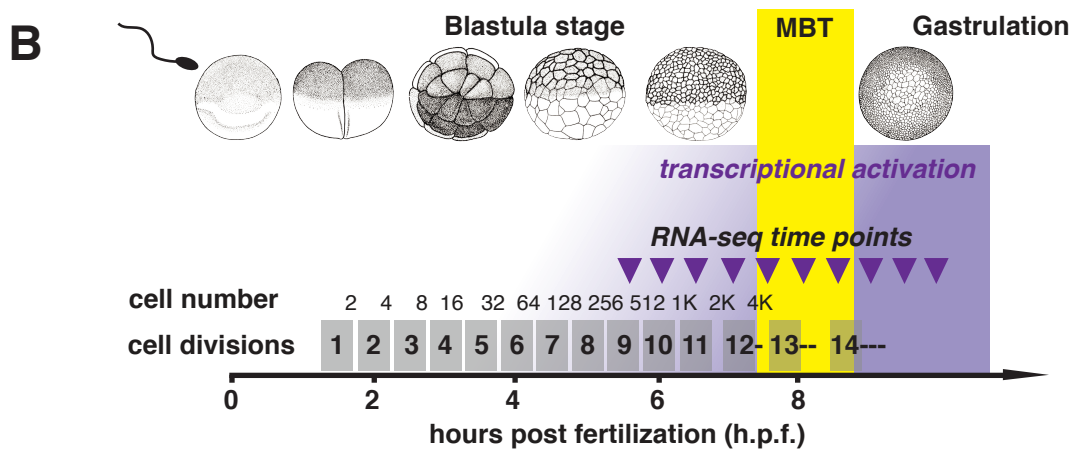 B
Blastula stage
MBT
Gastrulation
transcriptional activation
RNA-seq time points
cell number 2 4 8 16 32 64 128 256 512 1K 2K 4K
cell divisions 1 2 3 4 5 6 7 8 9 10 11 12- 13-- 14---
0 2 4 6 8
hours post fertilization (h.p.f.)